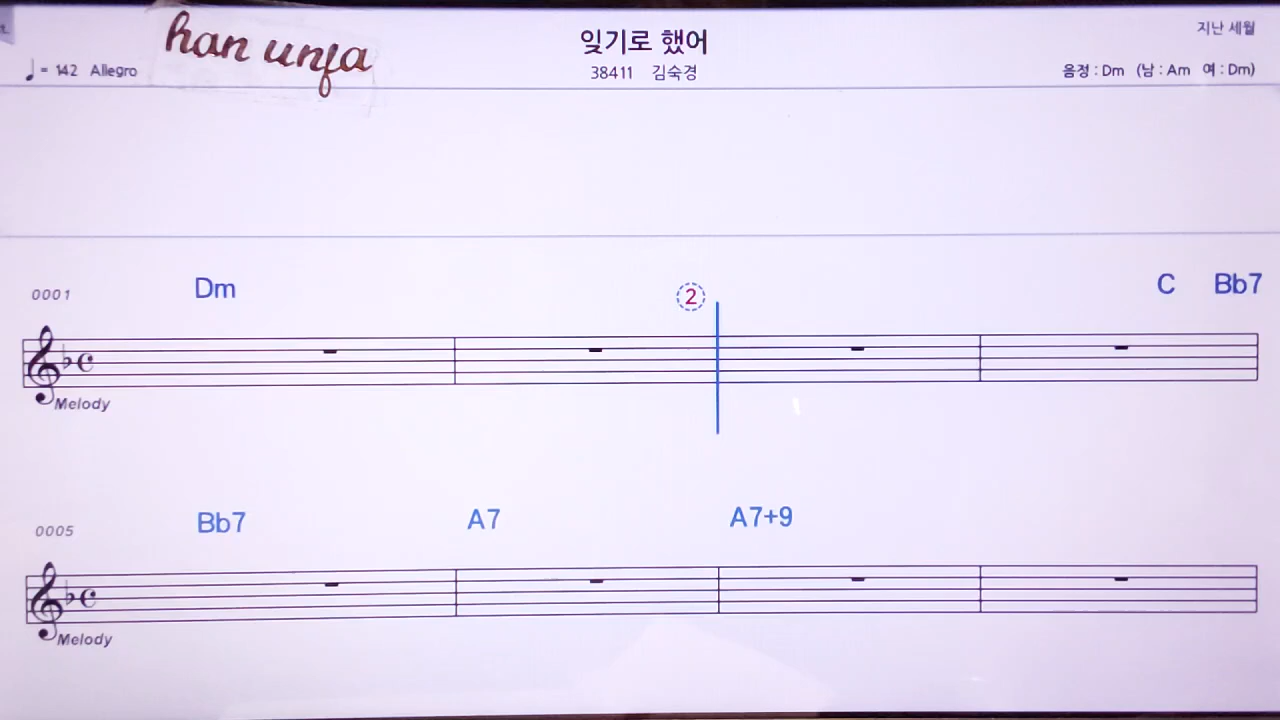 잊기로 했어
지난 세월
han unja
♩= 142 Allegro
38411 김숙경
음정 : Dm (남 : Am 여 : Dm)
0001 Dm 2 C Bb7
Melody
0005 Bb7 A7 A7+9
Melody